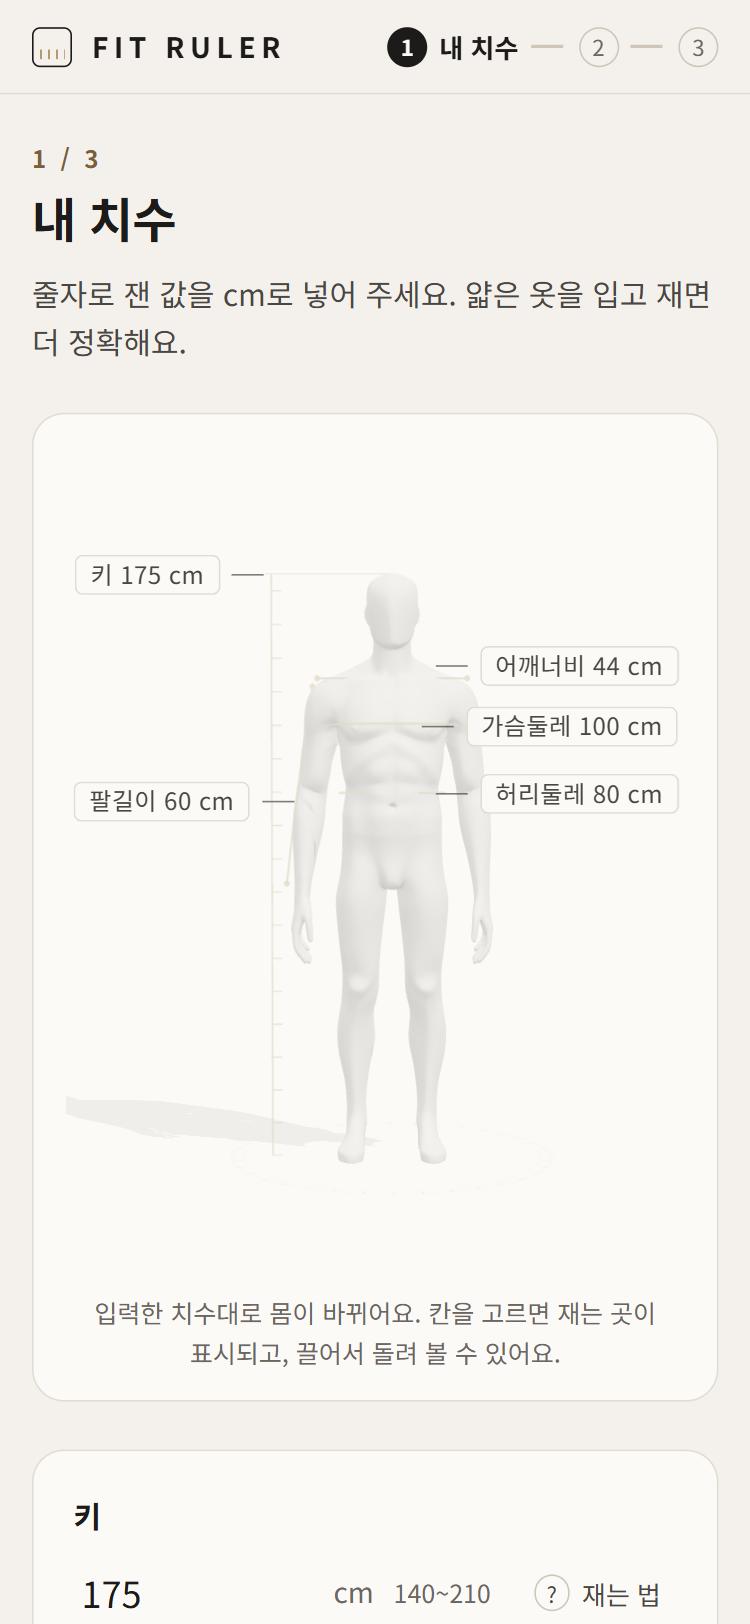 FIT RULER
1 내 치수 2 3
1 / 3
내 치수
줄자로 잰 값을 cm로 넣어 주세요. 얇은 옷을 입고 재면
더 정확해요.
키 175 cm
어깨너비 44 cm
가슴둘레 100 cm
팔길이 60 cm
허리둘레 80 cm
입력한 치수대로 몸이 바뀌어요. 칸을 고르면 재는 곳이
표시되고, 끌어서 돌려 볼 수 있어요.
키
175 cm 140~210 ? 재는 법